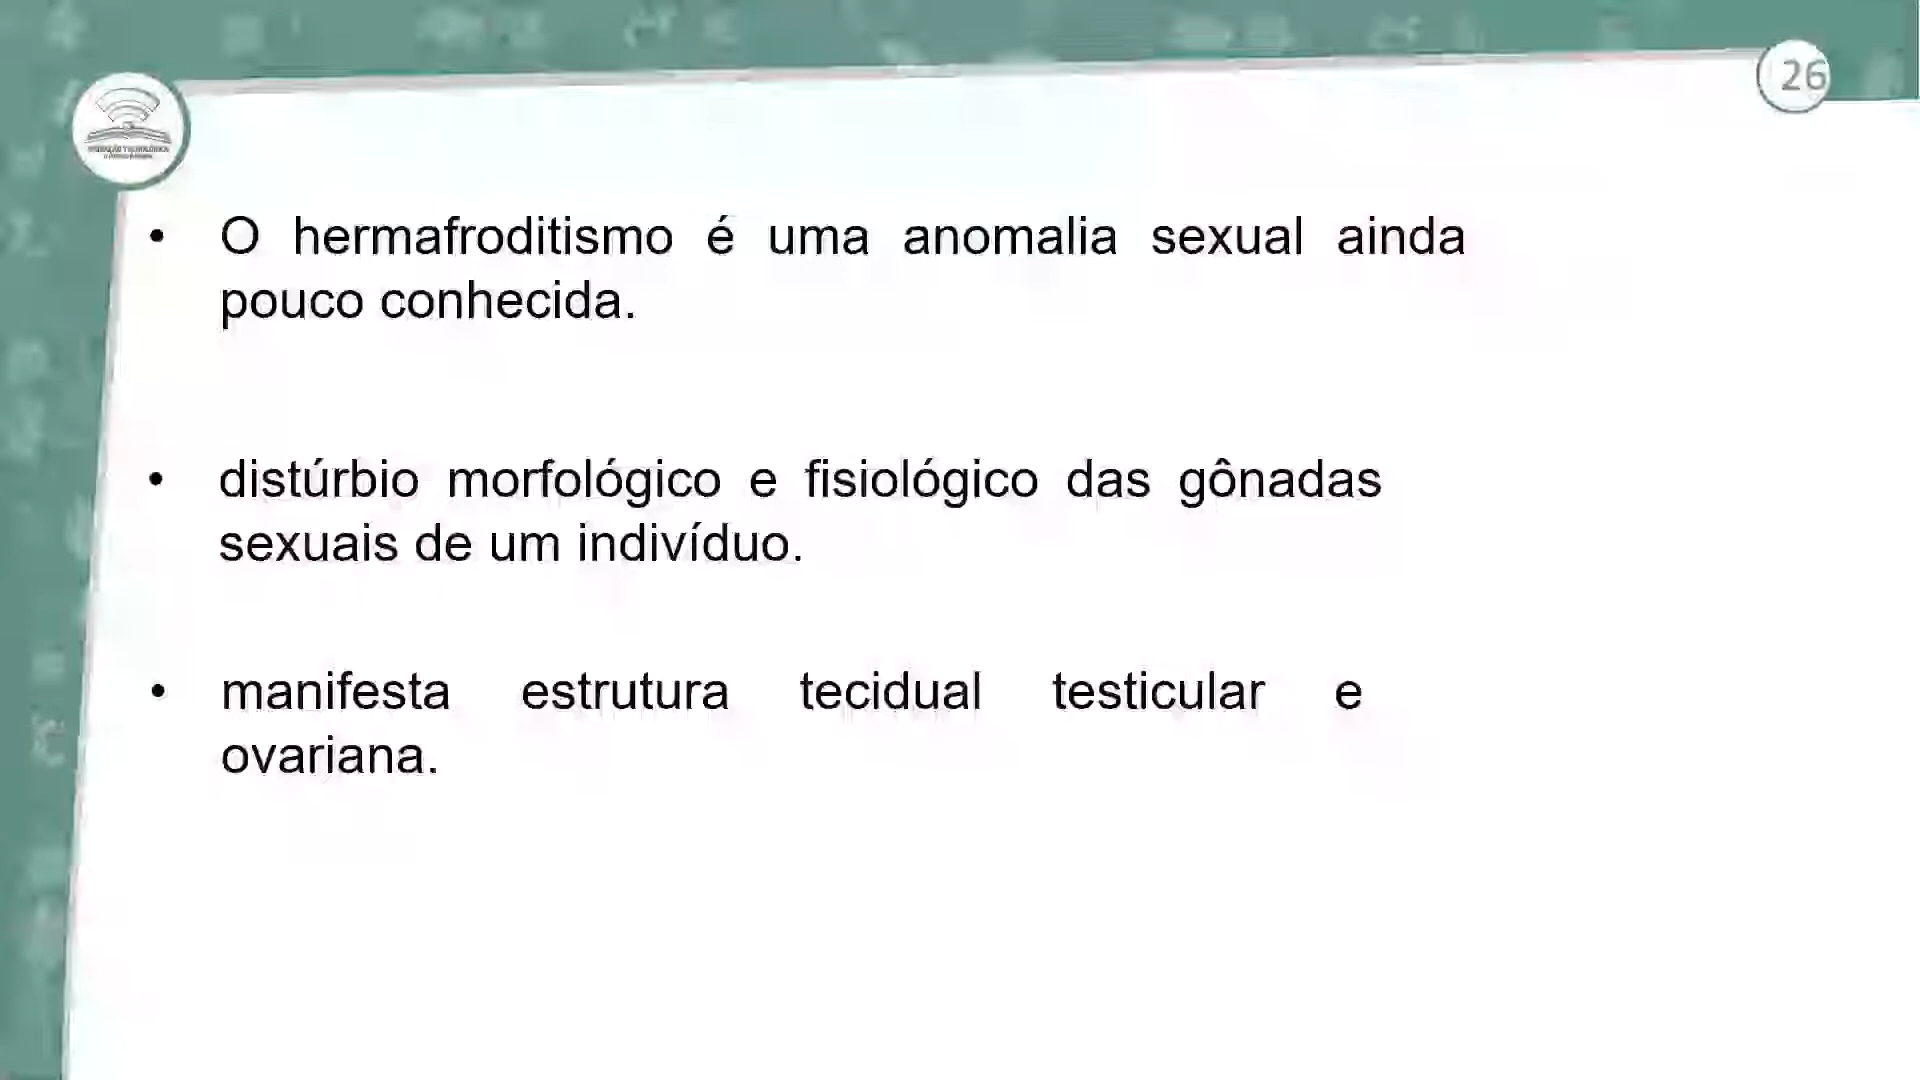 26
• O hermafroditismo é uma anomalia sexual ainda
pouco conhecida.
• distúrbio morfológico e fisiológico das gônadas
sexuais de um indivíduo.
• manifesta estrutura tecidual testicular e
ovariana.